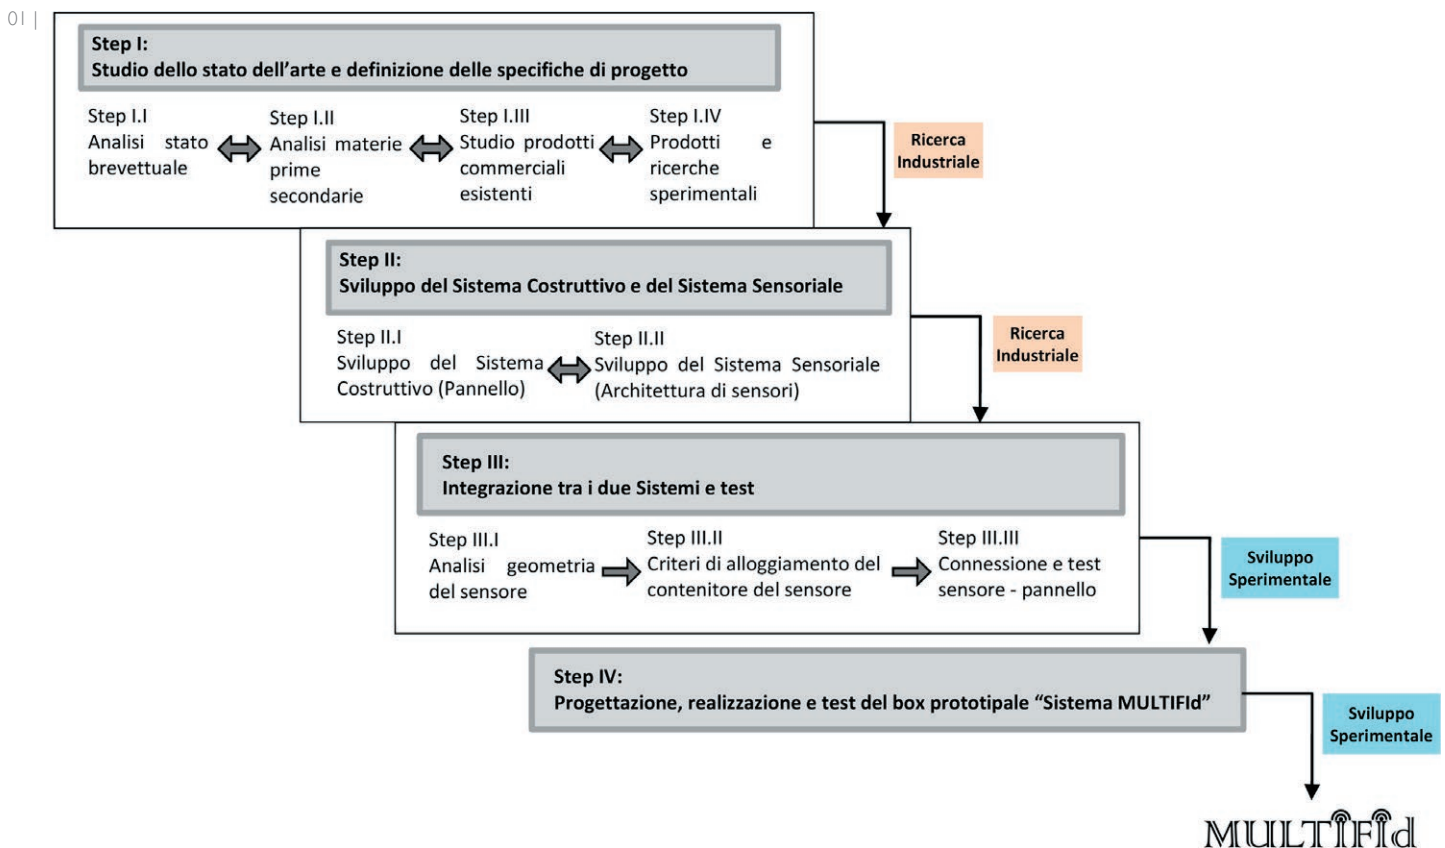 01 |
Step I:
Studio dello stato dell’arte e definizione delle specifiche di progetto
Step I.I
Analisi stato
brevettuale
Step I.II
Analisi materie
prime
secondarie
Step I.III
Studio prodotti
commerciali
esistenti
Step I.IV
Prodotti e
ricerche
sperimentali
Ricerca
Industriale
Step II:
Sviluppo del Sistema Costruttivo e del Sistema Sensoriale
Step II.I
Sviluppo del Sistema
Costruttivo (Pannello)
Step II.II
Sviluppo del Sistema Sensoriale
(Architettura di sensori)
Ricerca
Industriale
Step III:
Integrazione tra i due Sistemi e test
Step III.I
Analisi geometria
del sensore
Step III.II
Criteri di alloggiamento del
contenitore del sensore
Step III.III
Connessione e test
sensore - pannello
Sviluppo
Sperimentale
Step IV:
Progettazione, realizzazione e test del box prototipale “Sistema MULTIFId”
Sviluppo
Sperimentale
MULTIFId